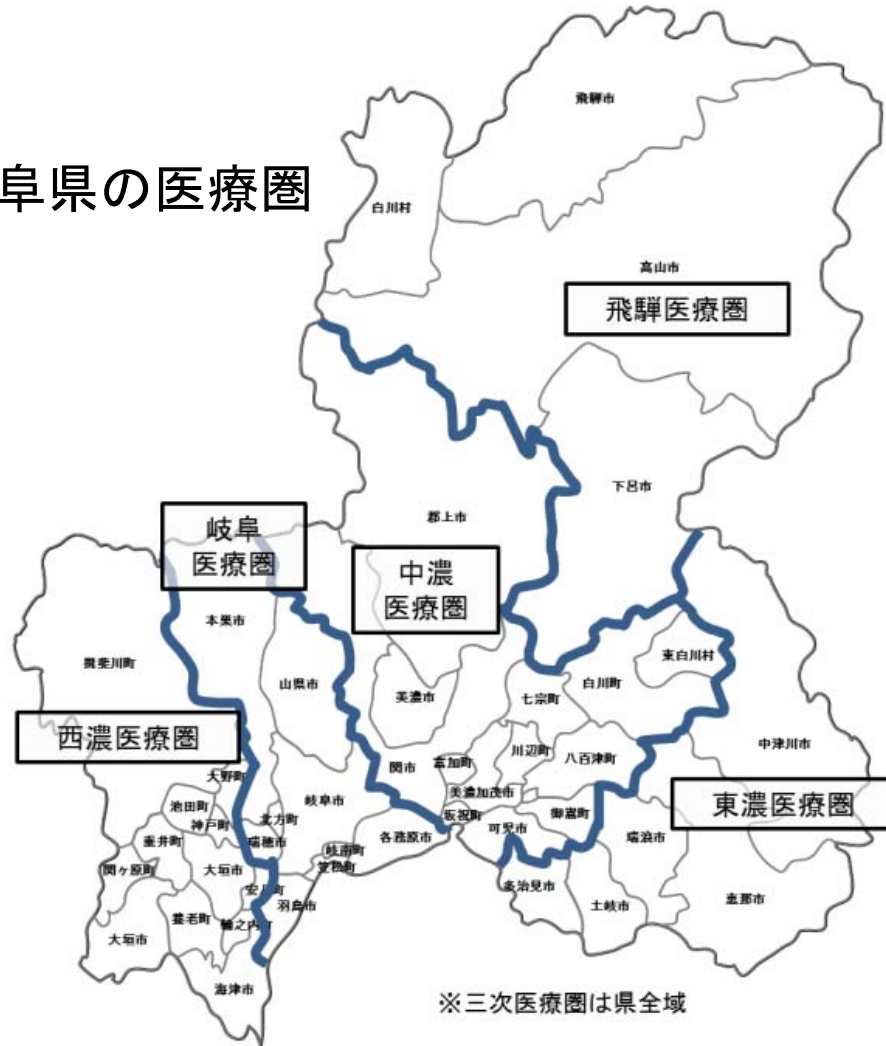 阜県の医療圏
飛騨市
白川村
高山市
飛騨医療圏
下呂市
郡上市
岐阜
医療圏
中濃
医療圏
本巣市
揖斐川町
山県市
美濃市
東白川村
白川町
七宗町
西濃医療圏
中津川市
川辺町
八百津町
関市
富加町
大野町
美濃加茂市
東濃医療圏
池田町
岐阜市
坂祝町
御嵩町
神戸町
北方町
可児市
瑞浪市
垂井町
瑞穂市
各務原市
岐南町
笠松町
関ヶ原町
大垣市
安八町
多治見市
羽島市
土岐市
恵那市
養老町
輪之内町
大垣市
海津市
※三次医療圏は県全域